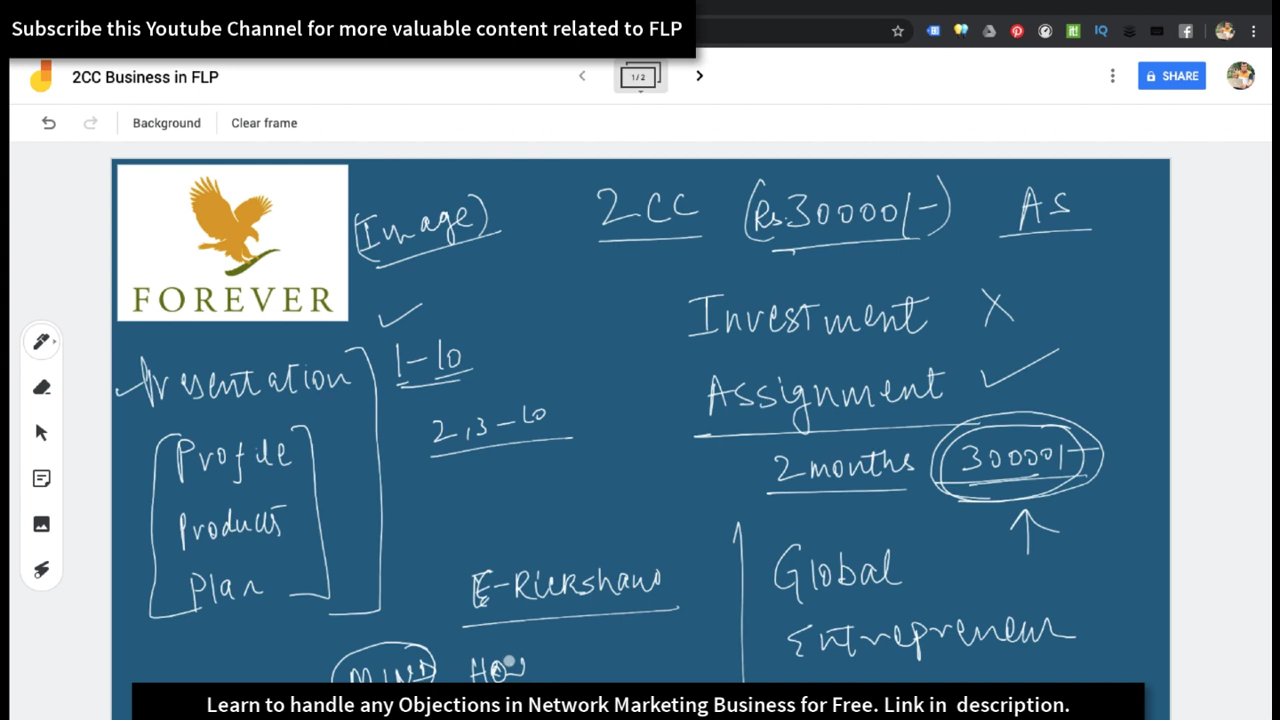 Subscribe this Youtube Channel for more valuable content related to FLP
2CC Business in FLP
1/2
SHARE
Background
Clear frame
FOREVER
(Image)
2CC (Rs.30000/-) AS
Investment X
1-10
Presentation
Assignment
2,3-10
2 months 30000/-
Profile
Products
Plan
E-Rickshaw
Global
Entrepreneur
Learn to handle any Objections in Network Marketing Business for Free. Link in description.